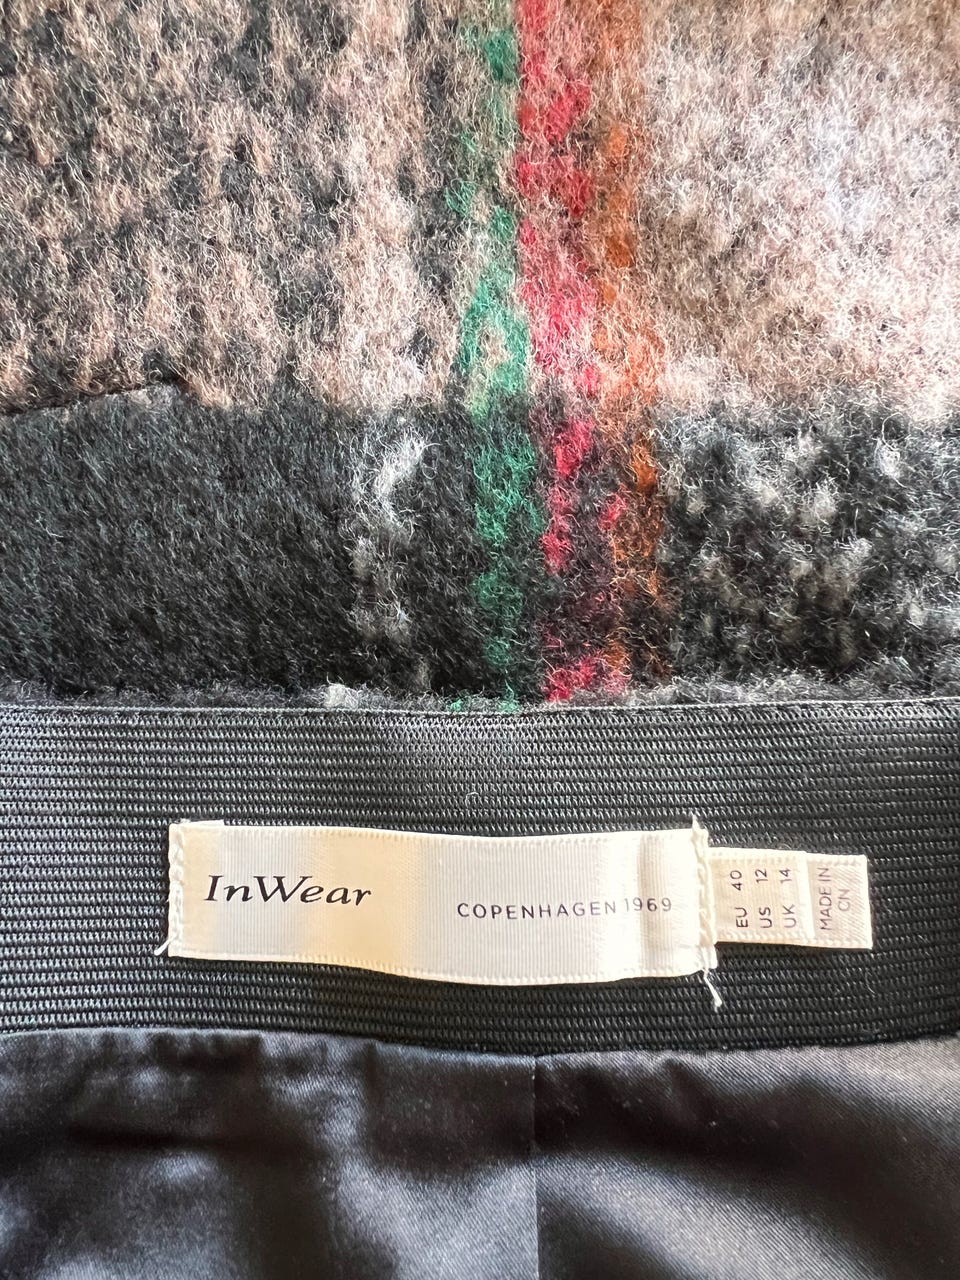 InWear
COPENHAGEN 1969
EU 40
US 12
UK 14
MADE IN
CN